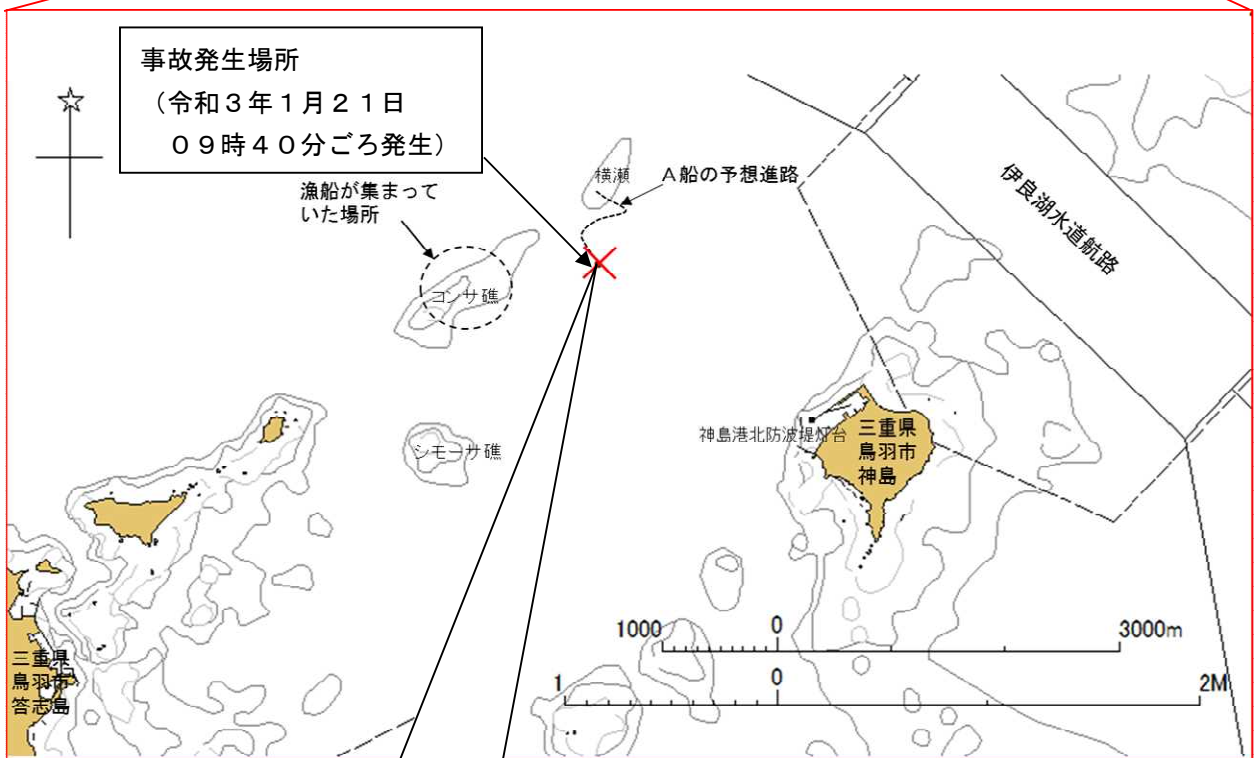 事故発生場所
（令和３年１月２１日
０９時４０分ごろ発生）
漁船が集まって
いた場所
横瀬
Ａ船の予想進路
伊良湖水道航路
コンサ礁
シモーサ礁
神島港北防波堤灯台
三重県
鳥羽市
神島
1000 0 3000m
1 0 2M
三重県
鳥羽市
答志島